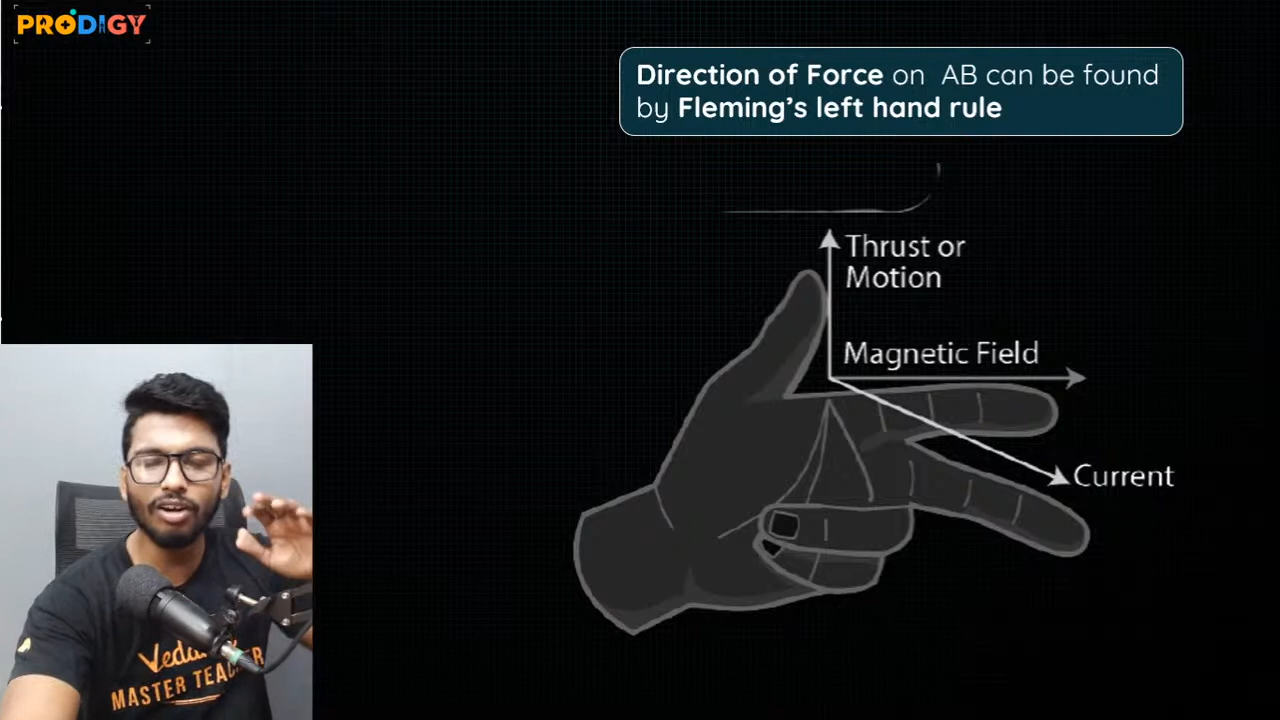 PRODIGY
Direction of Force on AB can be found
by Fleming's left hand rule
Thrust or
Motion
Magnetic Field
Current
MASTER TEACHER